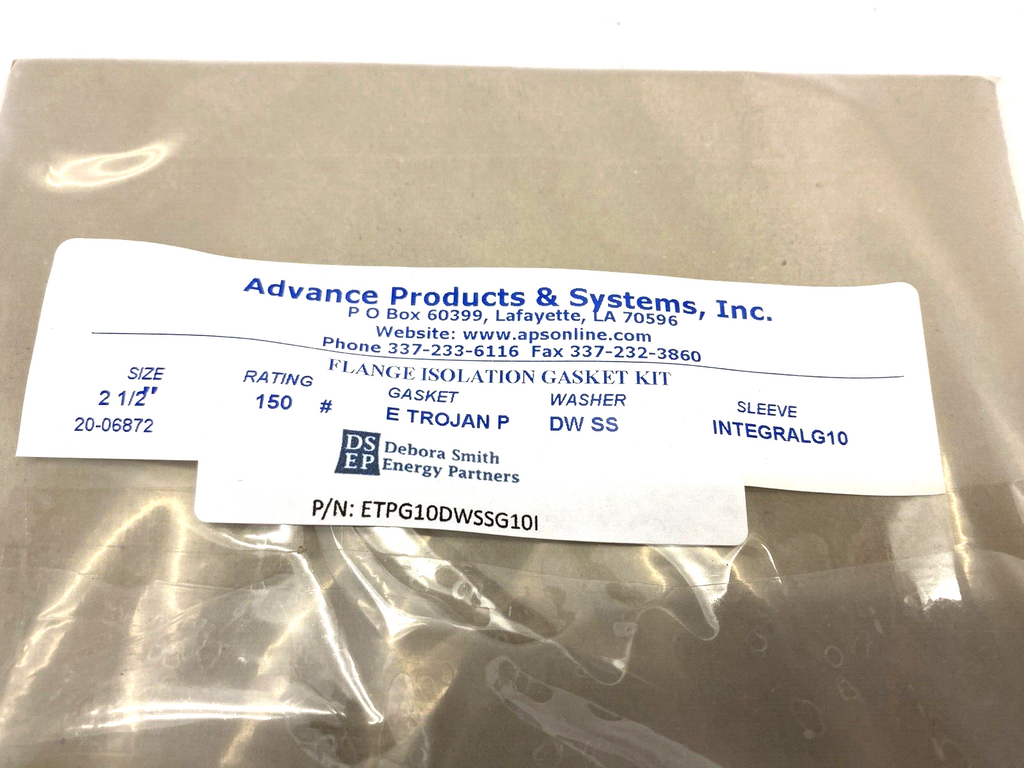 Advance Products & Systems, Inc.
P O Box 60399, Lafayette, LA 70596
Website: www.apsonline.com
Phone 337-233-6116 Fax 337-232-3860
FLANGE ISOLATION GASKET KIT
SIZE RATING GASKET WASHER SLEEVE
2 1/2" 150 # E TROJAN P DW SS INTEGRALG10
20-06872
DS EP Debora Smith
Energy Partners
P/N: ETPG10DWSSG10I